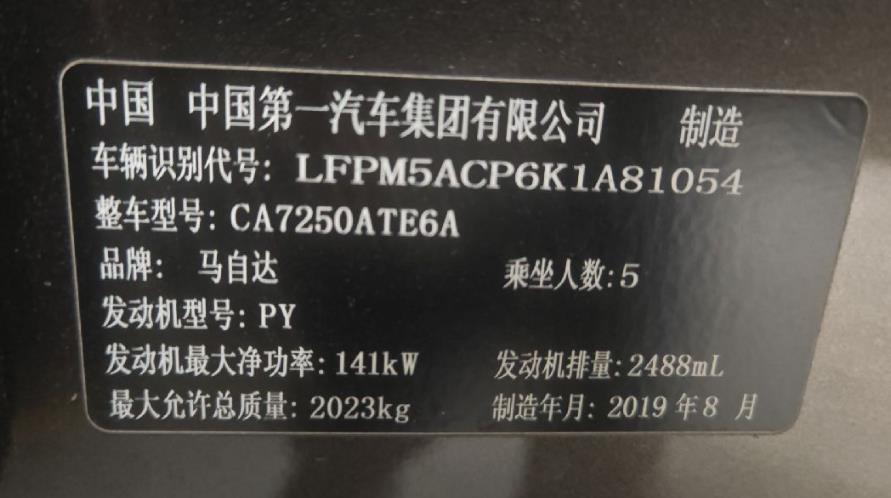 中国 中国第一汽车集团有限公司 制造
车辆识别代号: LFPM5ACP6K1A81054
整车型号: CA7250ATE6A
品牌: 马自达 乘坐人数:5
发动机型号: PY
发动机最大净功率: 141kW 发动机排量: 2488mL
最大允许总质量: 2023kg 制造年月: 2019 年 8 月